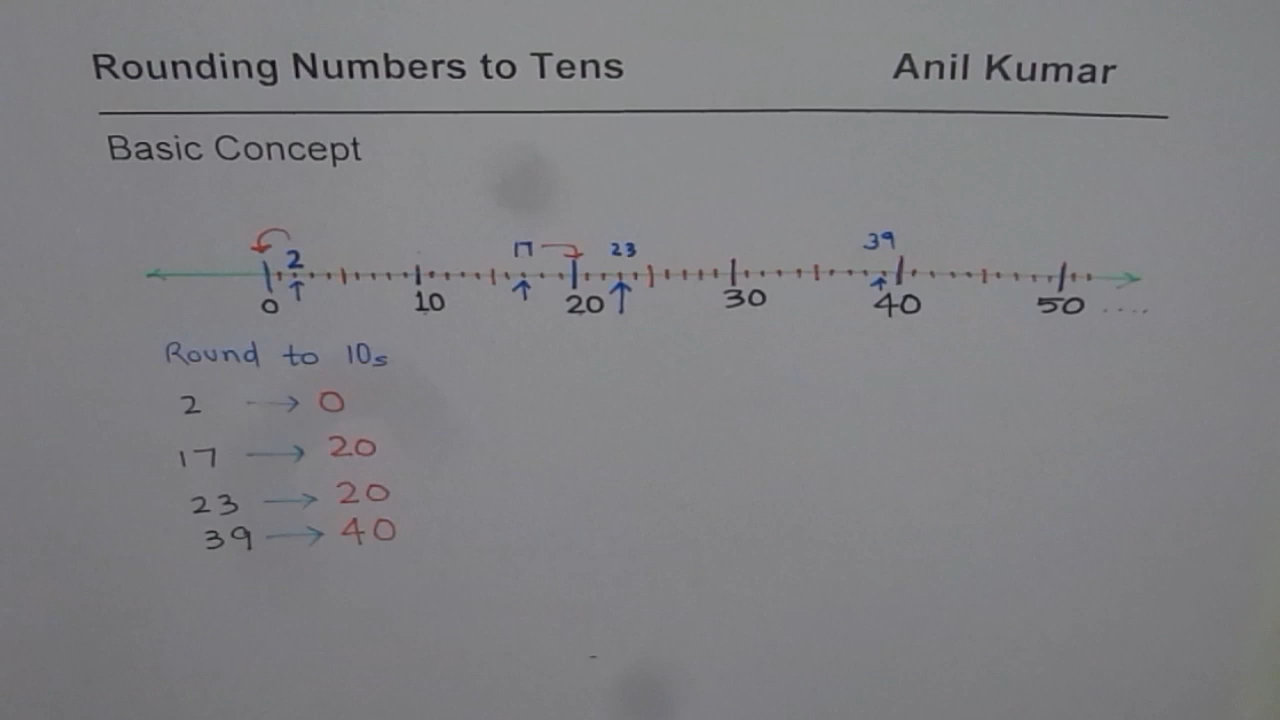 Rounding Numbers to Tens Anil Kumar
Basic Concept
2 17 23 39
0 10 20 30 40 50 ....
Round to 10s
2 → 0
17 → 20
23 → 20
39 → 40